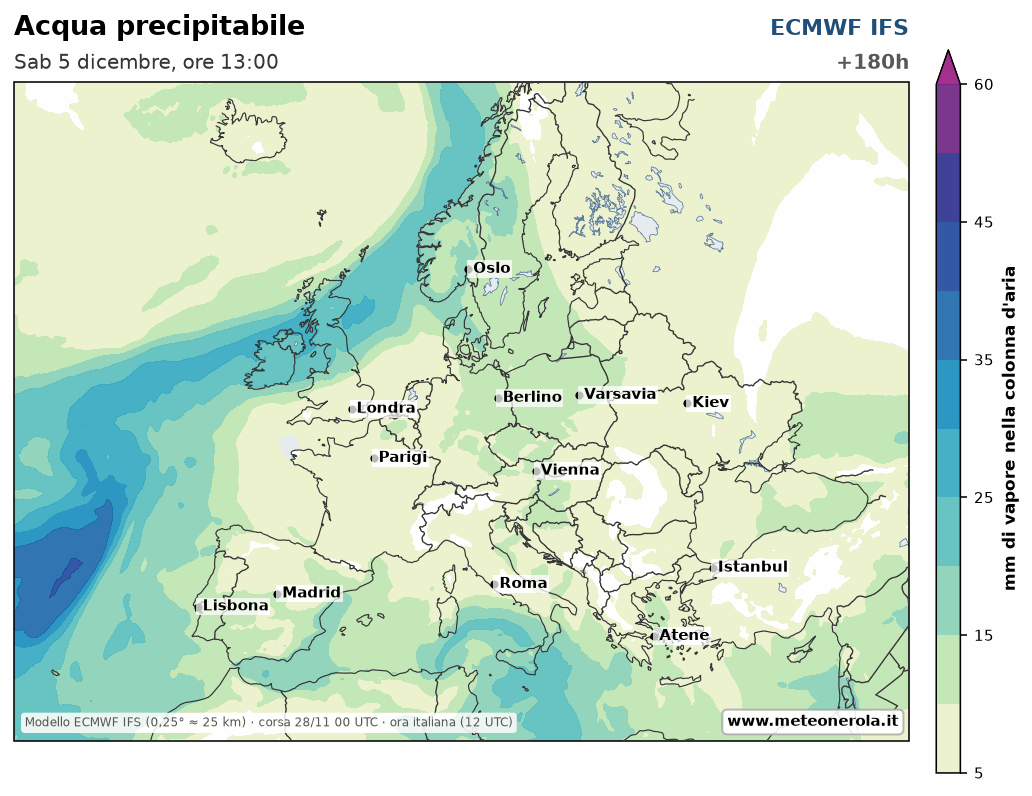 Acqua precipitabile
ECMWF IFS
Sab 5 dicembre, ore 13:00
+180h
60
45
35
25
15
5
mm di vapore nella colonna d'aria
Oslo
Berlino
Varsavia
Kiev
Londra
Parigi
Vienna
Istanbul
Roma
Madrid
Lisbona
Atene
Modello ECMWF IFS (0,25° ≈ 25 km) · corsa 28/11 00 UTC · ora italiana (12 UTC)
www.meteonerola.it